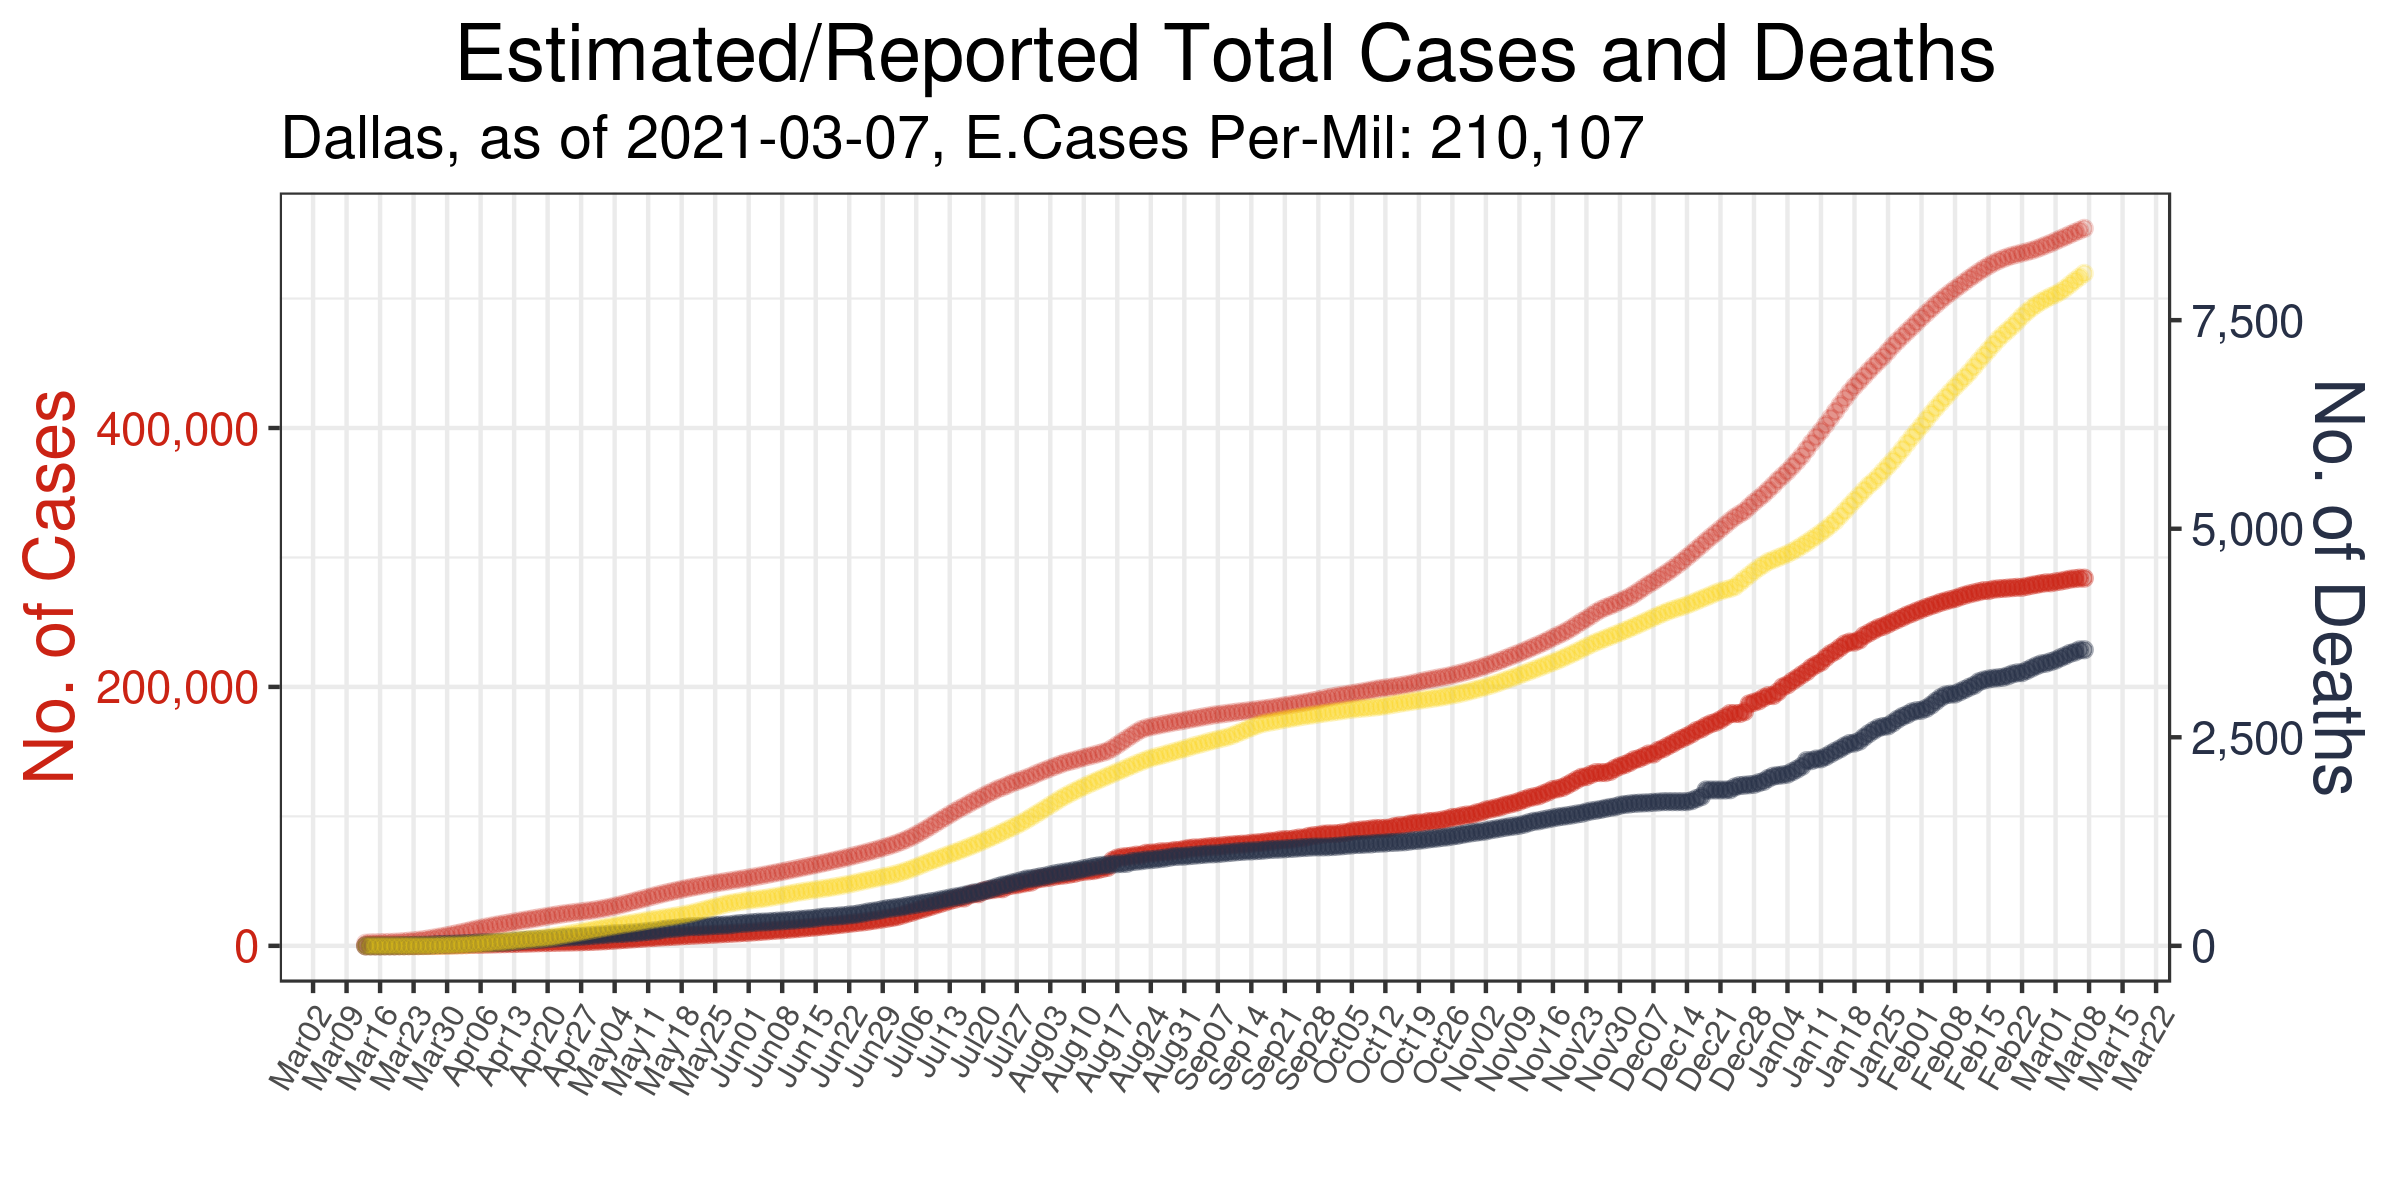 Estimated/Reported Total Cases and Deaths
Dallas, as of 2021-03-07, E.Cases Per-Mil: 210,107
No. of Cases
400,000
200,000
0
7,500
5,000
2,500
0
No. of Deaths
Mar02
Mar09
Mar16
Mar23
Mar30
Apr06
Apr13
Apr20
Apr27
May04
May11
May18
May25
Jun01
Jun08
Jun15
Jun22
Jun29
Jul06
Jul13
Jul20
Jul27
Aug03
Aug10
Aug17
Aug24
Aug31
Sep07
Sep14
Sep21
Sep28
Oct05
Oct12
Oct19
Oct26
Nov02
Nov09
Nov16
Nov23
Nov30
Dec07
Dec14
Dec21
Dec28
Jan04
Jan11
Jan18
Jan25
Feb01
Feb08
Feb15
Feb22
Mar01
Mar08
Mar15
Mar22